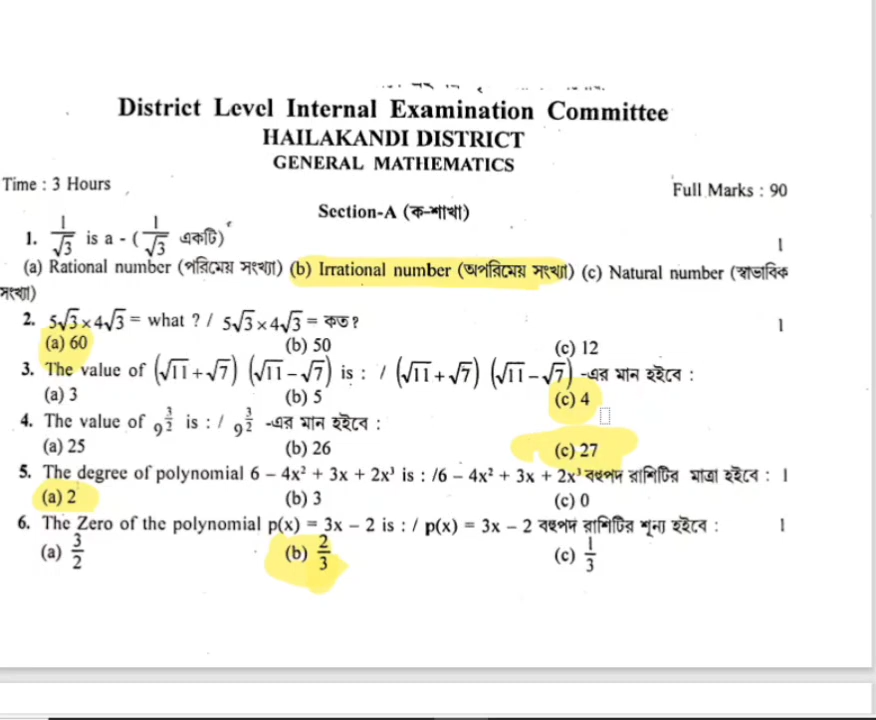 District Level Internal Examination Committee
HAILAKANDI DISTRICT
GENERAL MATHEMATICS
Time : 3 Hours
Full Marks : 90
Section-A (ক-শাখা)
1. 1/√3 is a - (1/√3 একটি) 1
(a) Rational number (পরিমেয় সংখ্যা) (b) Irrational number (অপরিমেয় সংখ্যা) (c) Natural number (স্বাভাবিক
সংখ্যা)
2. 5√3×4√3 = what ? / 5√3×4√3 = কত? 1
(a) 60 (b) 50 (c) 12
3. The value of (√11+√7) (√11−√7) is : / (√11+√7) (√11−√7) -এর মান হইবে :
(a) 3 (b) 5 (c) 4
4. The value of 9^(3/2) is : / 9^(3/2) -এর মান হইবে :
(a) 25 (b) 26 (c) 27
5. The degree of polynomial 6 – 4x² + 3x + 2x³ is : /6 – 4x² + 3x + 2x³ বহুপদ রাশিটির মাত্রা হইবে : 1
(a) 2 (b) 3 (c) 0
6. The Zero of the polynomial p(x) = 3x – 2 is : / p(x) = 3x – 2 বহুপদ রাশিটির শূন্য হইবে : 1
(a) 3/2 (b) 2/3 (c) 1/3